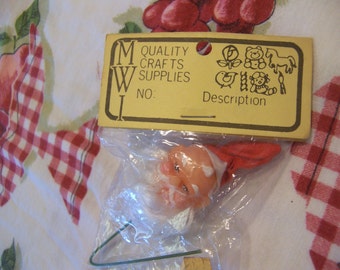 MWI
QUALITY
CRAFTS
SUPPLIES
NO. Description